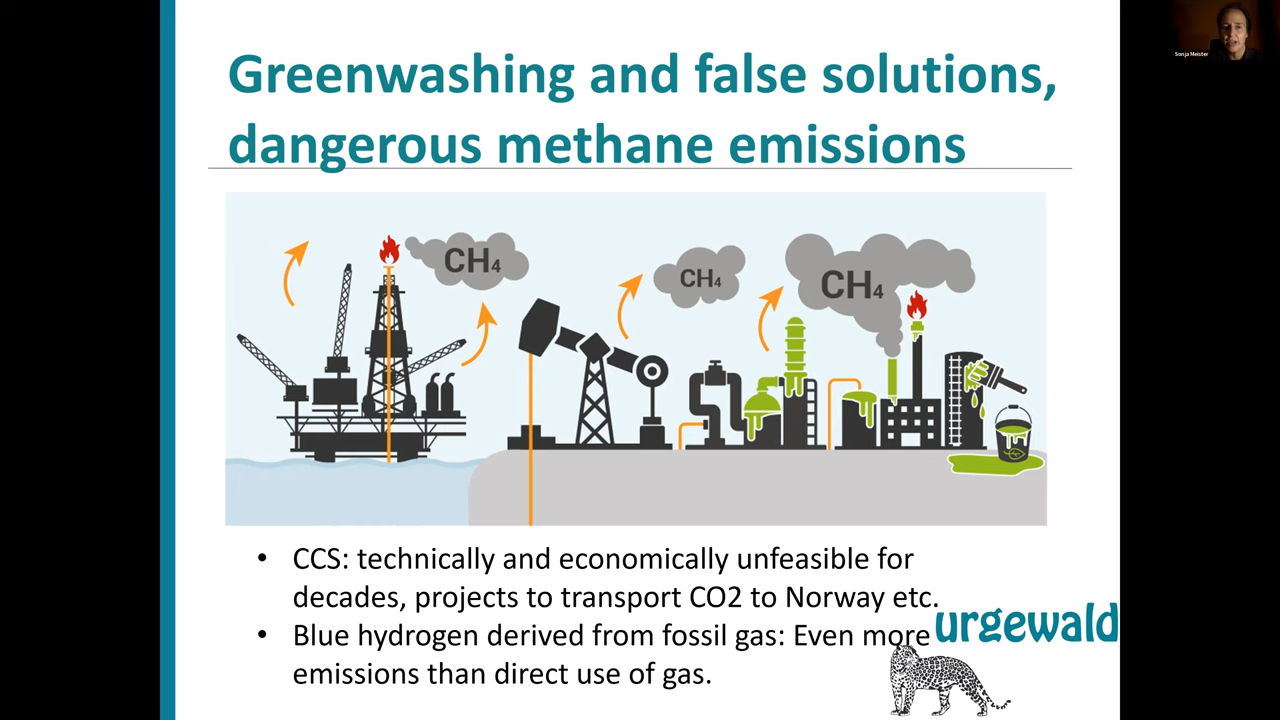 Greenwashing and false solutions,
dangerous methane emissions
Sonja Meister
CH₄
CH₄
CH₄
• CCS: technically and economically unfeasible for
decades, projects to transport CO2 to Norway etc.
• Blue hydrogen derived from fossil gas: Even more
emissions than direct use of gas.
urgewald